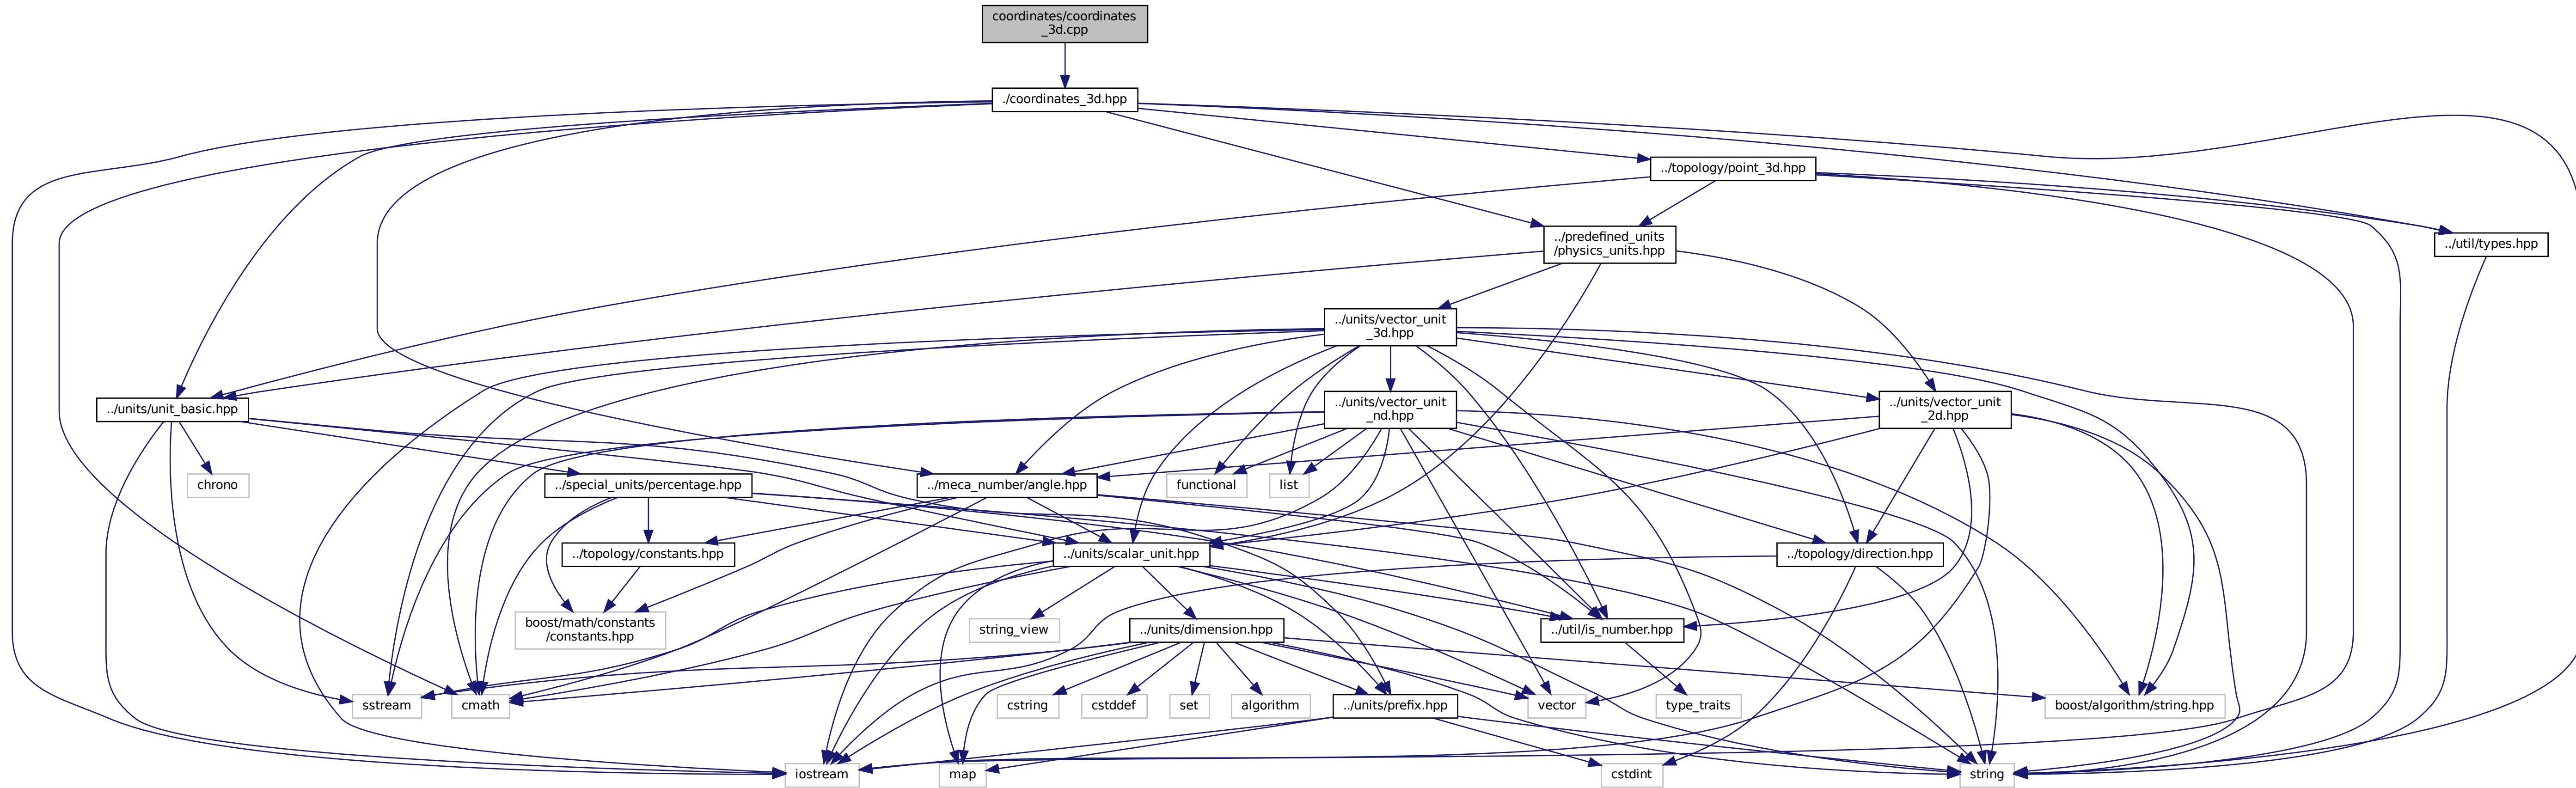 coordinates/coordinates
_3d.cpp
./coordinates_3d.hpp
../topology/point_3d.hpp
../predefined_units
/physics_units.hpp
../util/types.hpp
../units/vector_unit
_3d.hpp
../units/unit_basic.hpp
../units/vector_unit
_nd.hpp
../units/vector_unit
_2d.hpp
chrono
../special_units/percentage.hpp
../meca_number/angle.hpp
functional
list
../topology/constants.hpp
../units/scalar_unit.hpp
../topology/direction.hpp
boost/math/constants
/constants.hpp
string_view
../units/dimension.hpp
../util/is_number.hpp
sstream
cmath
cstring
cstddef
set
algorithm
../units/prefix.hpp
vector
type_traits
boost/algorithm/string.hpp
iostream
map
cstdint
string